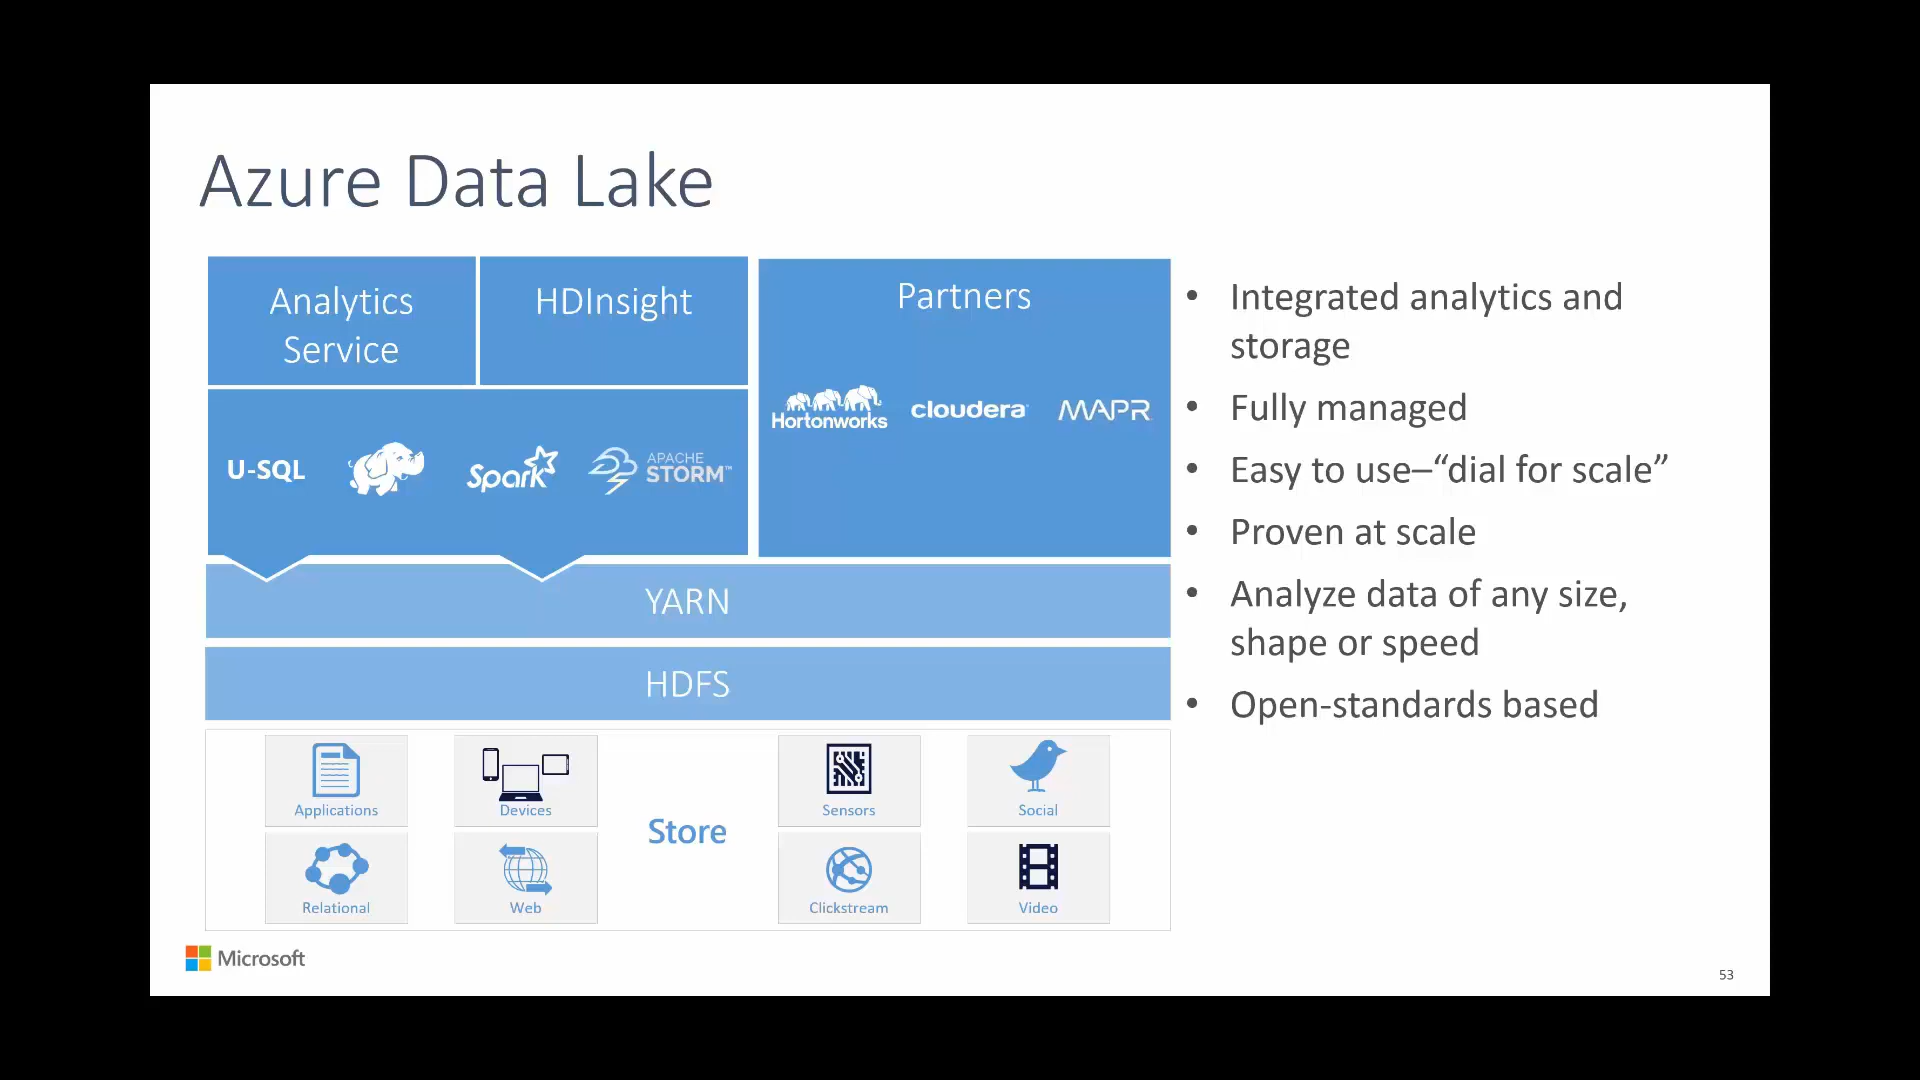 Azure Data Lake
Analytics
Service
HDInsight
Partners
Hortonworks
cloudera
MAPR
U-SQL
Spark
APACHE
STORM™
YARN
HDFS
Applications
Devices
Store
Sensors
Social
Relational
Web
Clickstream
Video
• Integrated analytics and
storage
• Fully managed
• Easy to use–“dial for scale”
• Proven at scale
• Analyze data of any size,
shape or speed
• Open-standards based
Microsoft
53